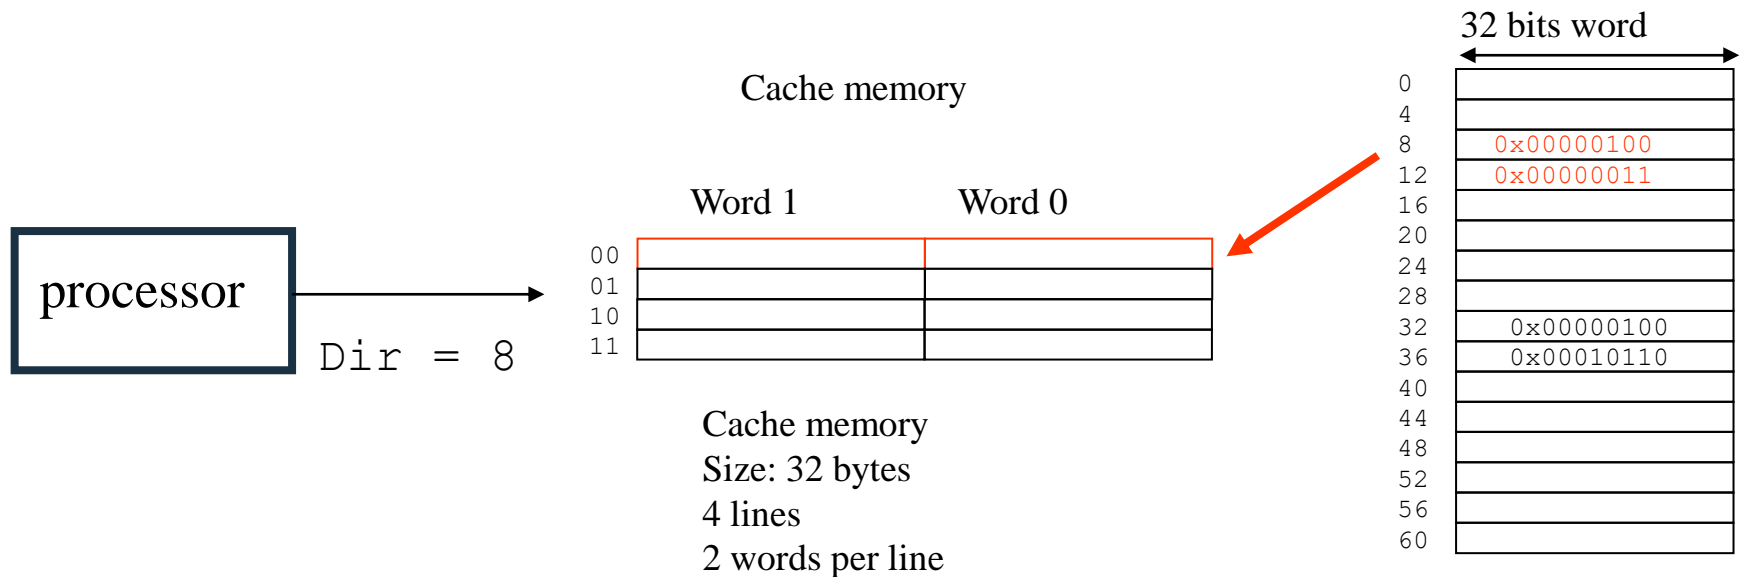 32 bits word
Cache memory
Word 1 Word 0
00
01
10
11
processor
Dir = 8
Cache memory
Size: 32 bytes
4 lines
2 words per line
0
4
8 0x00000100
12 0x00000011
16
20
24
28
32 0x00000100
36 0x00010110
40
44
48
52
56
60